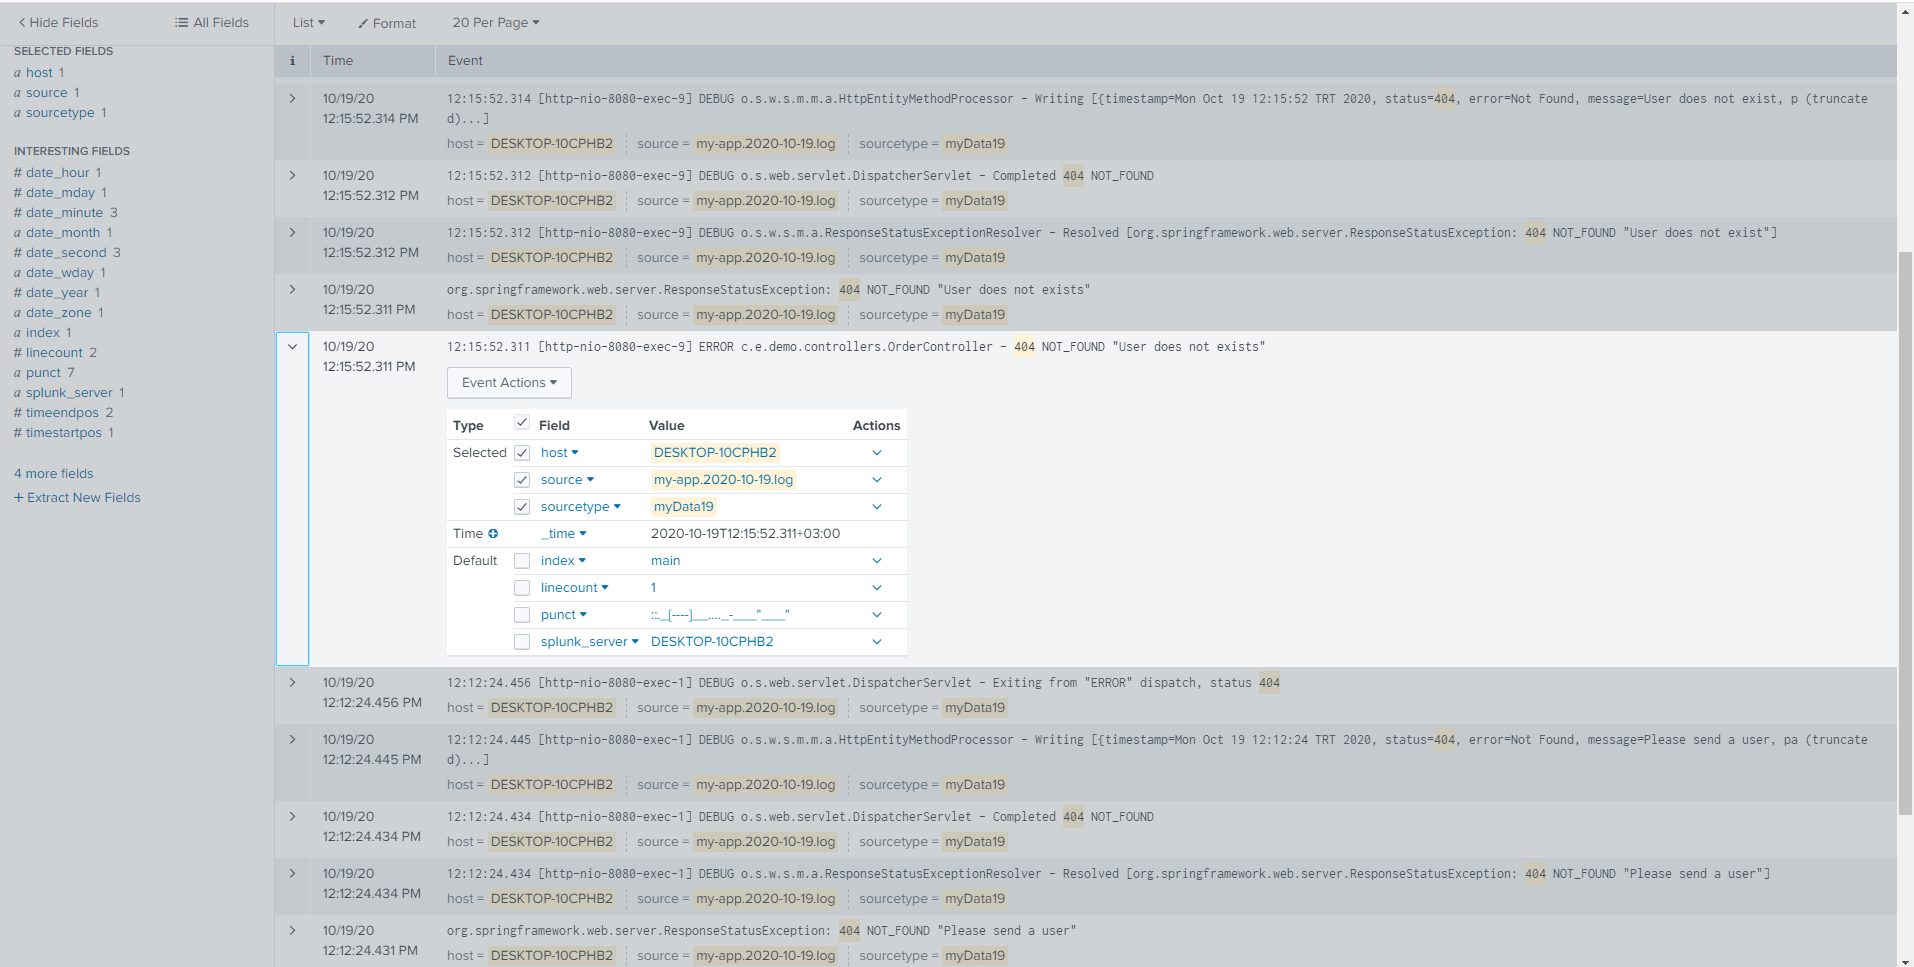 Hide Fields
All Fields
List
Format
20 Per Page
SELECTED FIELDS
a host 1
a source 1
a sourcetype 1
INTERESTING FIELDS
# date_hour 1
# date_mday 1
# date_minute 3
a date_month 1
# date_second 3
a date_wday 1
# date_year 1
a date_zone 1
a index 1
# linecount 2
a punct 7
a splunk_server 1
# timeendpos 2
# timestartpos 1
4 more fields
+ Extract New Fields
i Time Event
10/19/20
12:15:52.314 PM
12:15:52.314 [http-nio-8080-exec-9] DEBUG o.s.w.s.m.m.a.HttpEntityMethodProcessor - Writing [{timestamp=Mon Oct 19 12:15:52 TRT 2020, status=404, error=Not Found, message=User does not exist, p (truncate
d)...]
host = DESKTOP-10CPHB2 source = my-app.2020-10-19.log sourcetype = myData19
10/19/20
12:15:52.312 PM
12:15:52.312 [http-nio-8080-exec-9] DEBUG o.s.web.servlet.DispatcherServlet - Completed 404 NOT_FOUND
host = DESKTOP-10CPHB2 source = my-app.2020-10-19.log sourcetype = myData19
10/19/20
12:15:52.312 PM
12:15:52.312 [http-nio-8080-exec-9] DEBUG o.s.w.s.m.a.ResponseStatusExceptionResolver - Resolved [org.springframework.web.server.ResponseStatusException: 404 NOT_FOUND "User does not exist"]
host = DESKTOP-10CPHB2 source = my-app.2020-10-19.log sourcetype = myData19
10/19/20
12:15:52.311 PM
org.springframework.web.server.ResponseStatusException: 404 NOT_FOUND "User does not exists"
host = DESKTOP-10CPHB2 source = my-app.2020-10-19.log sourcetype = myData19
10/19/20
12:15:52.311 PM
12:15:52.311 [http-nio-8080-exec-9] ERROR c.e.demo.controllers.OrderController - 404 NOT_FOUND "User does not exists"
Event Actions
Type Field Value Actions
Selected host DESKTOP-10CPHB2
source my-app.2020-10-19.log
sourcetype myData19
Time _time 2020-10-19T12:15:52.311+03:00
Default index main
linecount 1
punct ::._[----]__...._-____"____"
splunk_server DESKTOP-10CPHB2
10/19/20
12:12:24.456 PM
12:12:24.456 [http-nio-8080-exec-1] DEBUG o.s.web.servlet.DispatcherServlet - Exiting from "ERROR" dispatch, status 404
host = DESKTOP-10CPHB2 source = my-app.2020-10-19.log sourcetype = myData19
10/19/20
12:12:24.445 PM
12:12:24.445 [http-nio-8080-exec-1] DEBUG o.s.w.s.m.m.a.HttpEntityMethodProcessor - Writing [{timestamp=Mon Oct 19 12:12:24 TRT 2020, status=404, error=Not Found, message=Please send a user, pa (truncate
d)...]
host = DESKTOP-10CPHB2 source = my-app.2020-10-19.log sourcetype = myData19
10/19/20
12:12:24.434 PM
12:12:24.434 [http-nio-8080-exec-1] DEBUG o.s.web.servlet.DispatcherServlet - Completed 404 NOT_FOUND
host = DESKTOP-10CPHB2 source = my-app.2020-10-19.log sourcetype = myData19
10/19/20
12:12:24.434 PM
12:12:24.434 [http-nio-8080-exec-1] DEBUG o.s.w.s.m.a.ResponseStatusExceptionResolver - Resolved [org.springframework.web.server.ResponseStatusException: 404 NOT_FOUND "Please send a user"]
host = DESKTOP-10CPHB2 source = my-app.2020-10-19.log sourcetype = myData19
10/19/20
12:12:24.431 PM
org.springframework.web.server.ResponseStatusException: 404 NOT_FOUND "Please send a user"
host = DESKTOP-10CPHB2 source = my-app.2020-10-19.log sourcetype = myData19